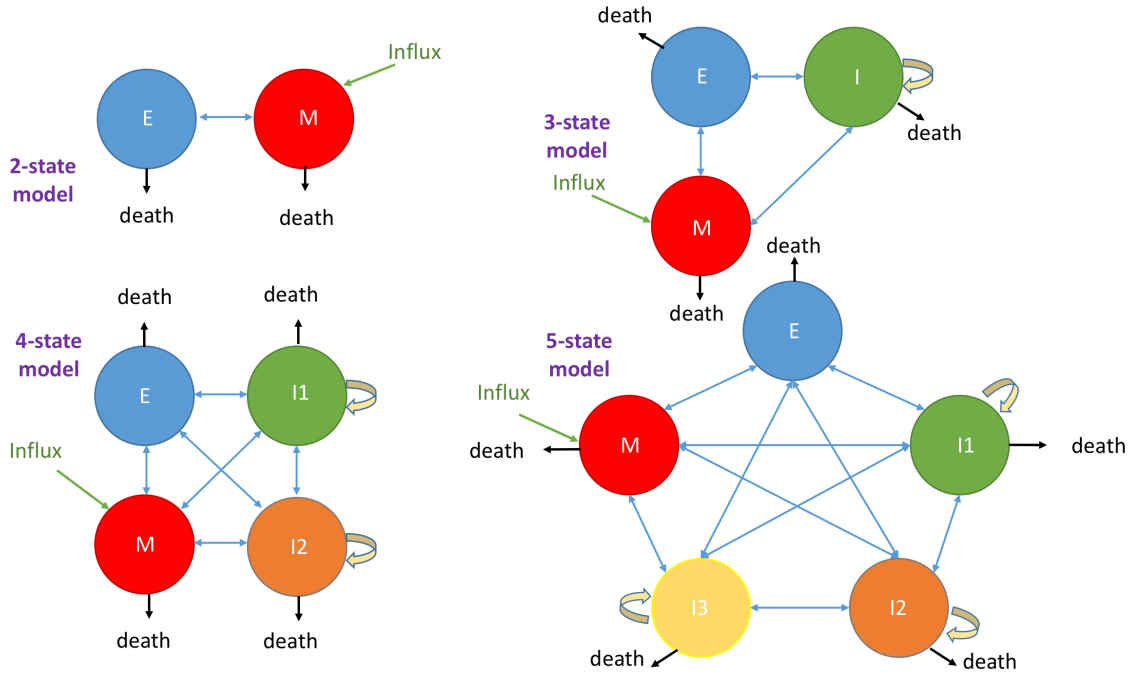 Influx
E
M
2-state
model
death
death
death
E
I
3-state
model
death
Influx
M
death
death
death
4-state
model
E
I1
Influx
M
I2
death
death
death
E
5-state
model
Influx
M
I1
death
death
I3
I2
death
death